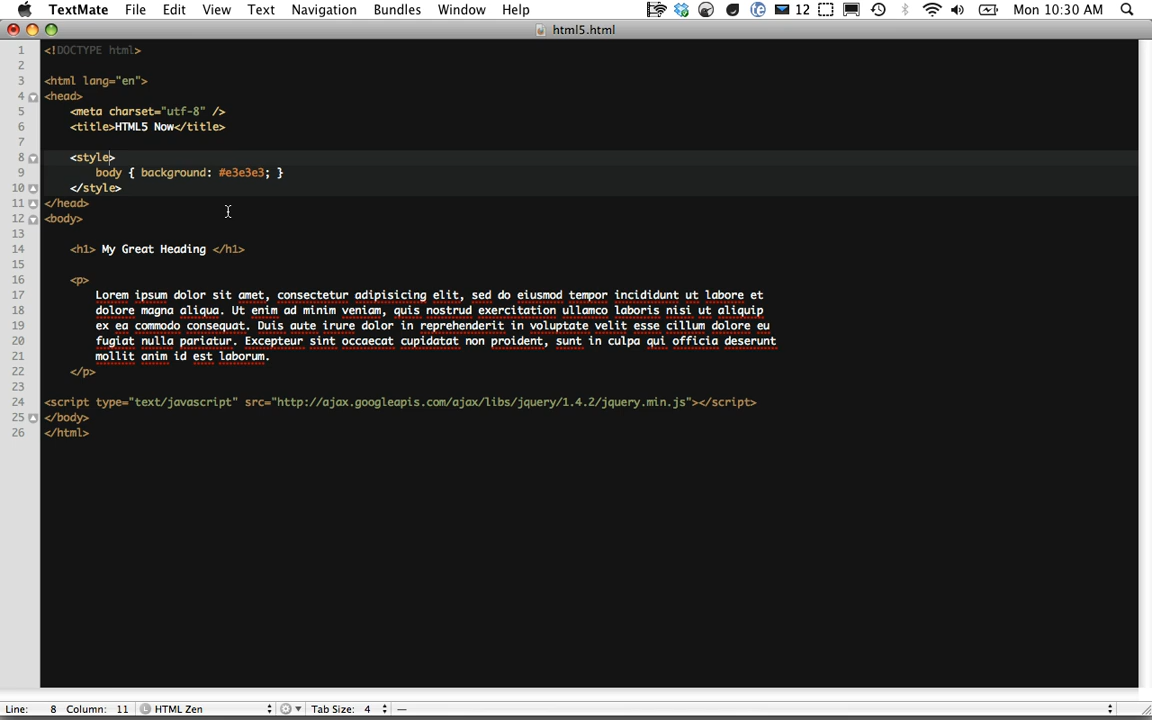 TextMate File Edit View Text Navigation Bundles Window Help 12 Mon 10:30 AM
html5.html
1 <!DOCTYPE html>
2
3 <html lang="en">
4 <head>
5 <meta charset="utf-8" />
6 <title>HTML5 Now</title>
7
8 <style>
9 body { background: #e3e3e3; }
10 </style>
11 </head>
12 <body>
13
14 <h1> My Great Heading </h1>
15
16 <p>
17 Lorem ipsum dolor sit amet, consectetur adipisicing elit, sed do eiusmod tempor incididunt ut labore et
18 dolore magna aliqua. Ut enim ad minim veniam, quis nostrud exercitation ullamco laboris nisi ut aliquip
19 ex ea commodo consequat. Duis aute irure dolor in reprehenderit in voluptate velit esse cillum dolore eu
20 fugiat nulla pariatur. Excepteur sint occaecat cupidatat non proident, sunt in culpa qui officia deserunt
21 mollit anim id est laborum.
22 </p>
23
24 <script type="text/javascript" src="http://ajax.googleapis.com/ajax/libs/jquery/1.4.2/jquery.min.js"></script>
25 </body>
26 </html>
Line: 8 Column: 11 L HTML Zen Tab Size: 4 —